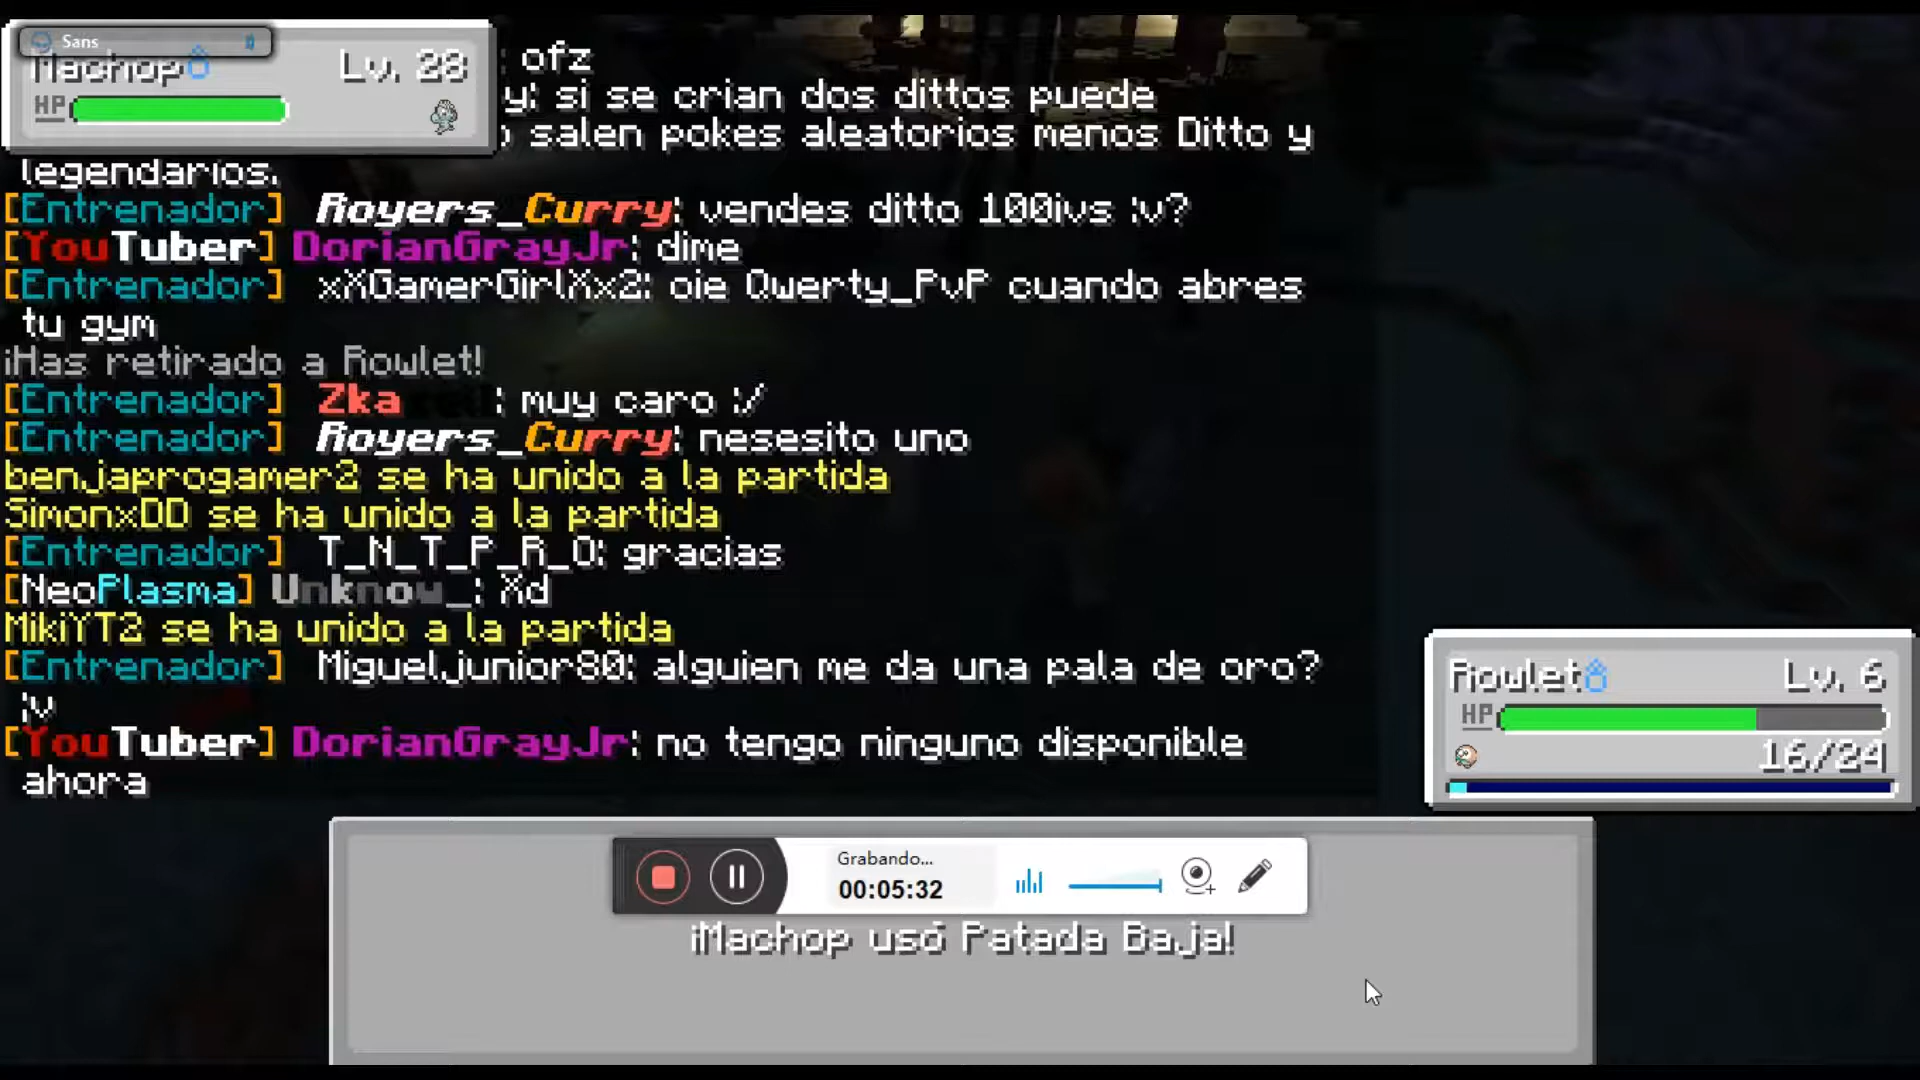 Sans
Machop Lv. 28
HP
: ofz
y: si se crian dos dittos puede
salen pokes aleatorios menos Ditto y
legendarios.
[Entrenador] Royers_Curry: vendes ditto 100ivs :v?
[YouTuber] DorianGrayJr: dime
[Entrenador] xXGamerGirlXx2: oie Qwerty_PvP cuando abres
tu gym
¡Has retirado a Rowlet!
[Entrenador] Zka : muy caro :/
[Entrenador] Royers_Curry: nesesito uno
benjaprogamer2 se ha unido a la partida
SimonxDD se ha unido a la partida
[Entrenador] T_N_T_P_R_O: gracias
[NeoPlasma] Unknow_: Xd
MikiYT2 se ha unido a la partida
[Entrenador] Migueljunior80: alguien me da una pala de oro?
;v
[YouTuber] DorianGrayJr: no tengo ninguno disponible
ahora
Rowlet Lv. 6
HP
16/24
Grabando...
00:05:32
¡Machop usó Patada Baja!